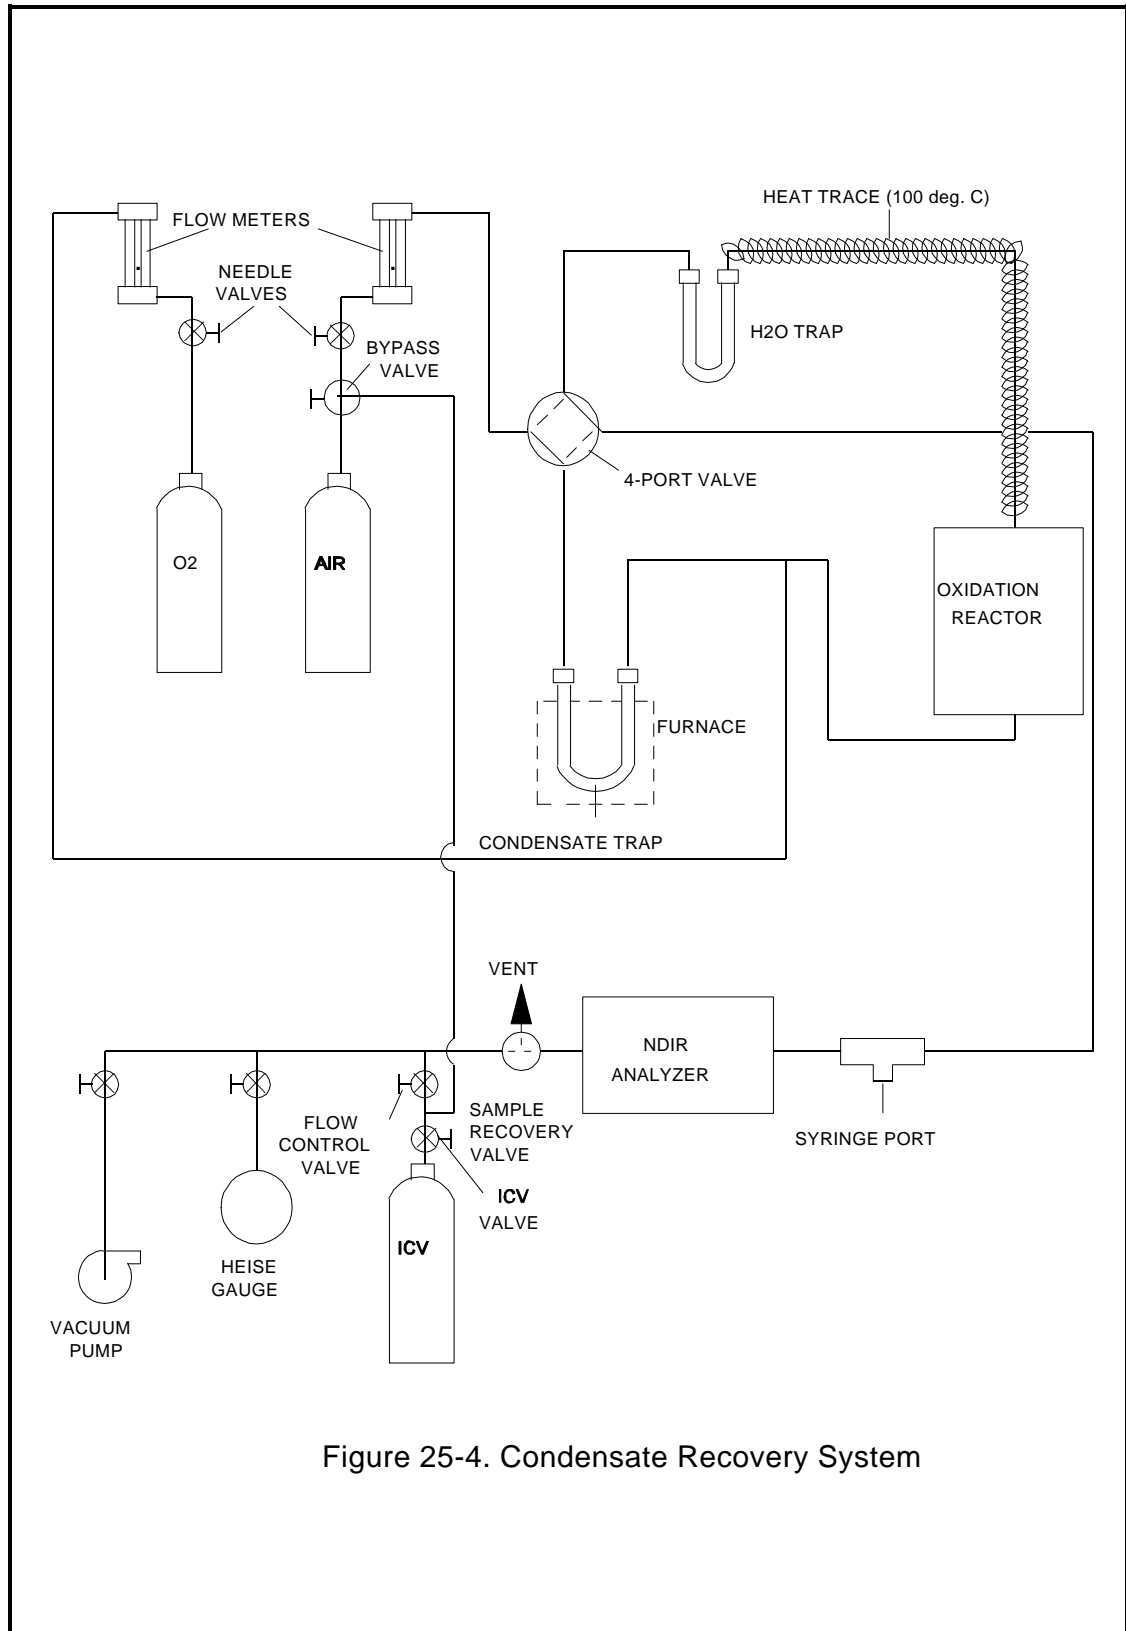 HEAT TRACE (100 deg. C)
FLOW METERS
NEEDLE
VALVES
H2O TRAP
BYPASS
VALVE
4-PORT VALVE
O2
AIR
OXIDATION
REACTOR
FURNACE
CONDENSATE TRAP
VENT
NDIR
ANALYZER
SYRINGE PORT
FLOW
CONTROL
VALVE
SAMPLE
RECOVERY
VALVE
ICV
VALVE
ICV
HEISE
GAUGE
VACUUM
PUMP
Figure 25-4. Condensate Recovery System